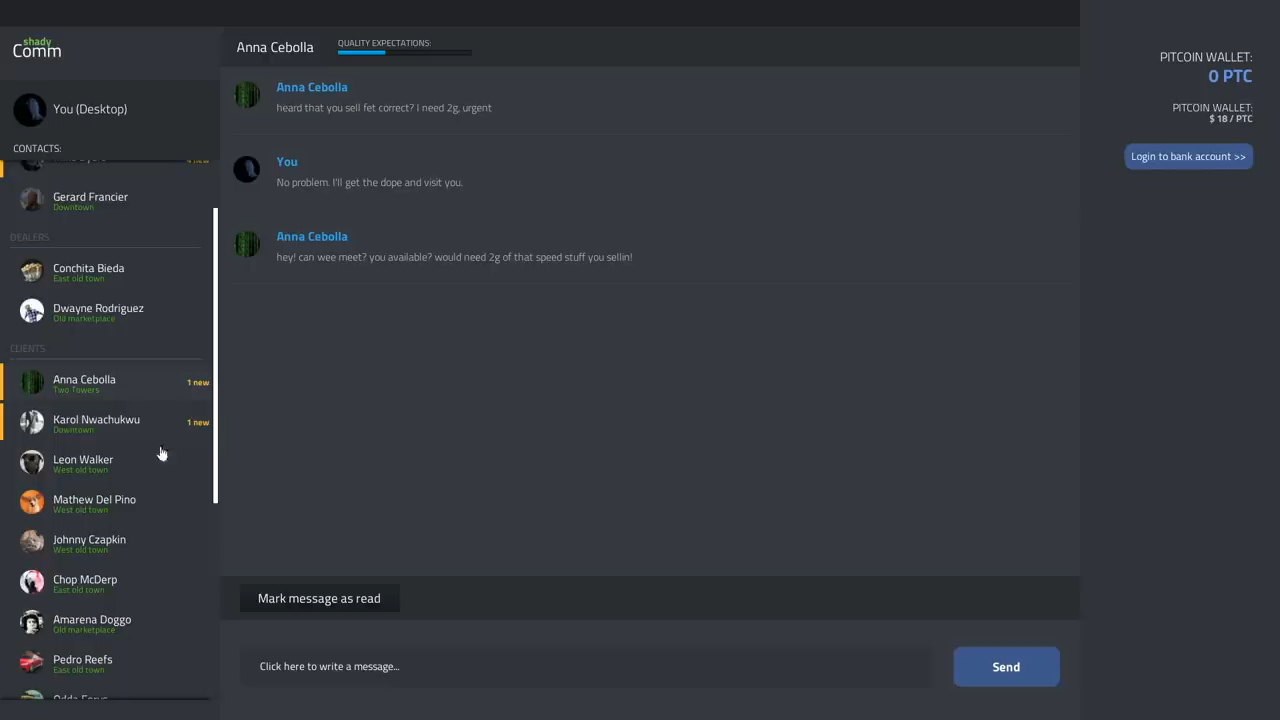 shady
Comm
You (Desktop)
CONTACTS:
Gerard Francier
Downtown
DEALERS
Conchita Bieda
East old town
Dwayne Rodriguez
Old marketplace
CLIENTS
Anna Cebolla
Two Towers
1 new
Karol Nwachukwu
Downtown
1 new
Leon Walker
West old town
Mathew Del Pino
West old town
Johnny Czapkin
West old town
Chop McDerp
East old town
Amarena Doggo
Old marketplace
Pedro Reefs
East old town
Anna Cebolla
QUALITY EXPECTATIONS:
Anna Cebolla
heard that you sell fet correct? I need 2g, urgent
You
No problem. I'll get the dope and visit you.
Anna Cebolla
hey! can wee meet? you available? would need 2g of that speed stuff you sellin!
Mark message as read
Click here to write a message...
Send
PITCOIN WALLET:
0 PTC
PITCOIN WALLET:
$ 18 / PTC
Login to bank account >>